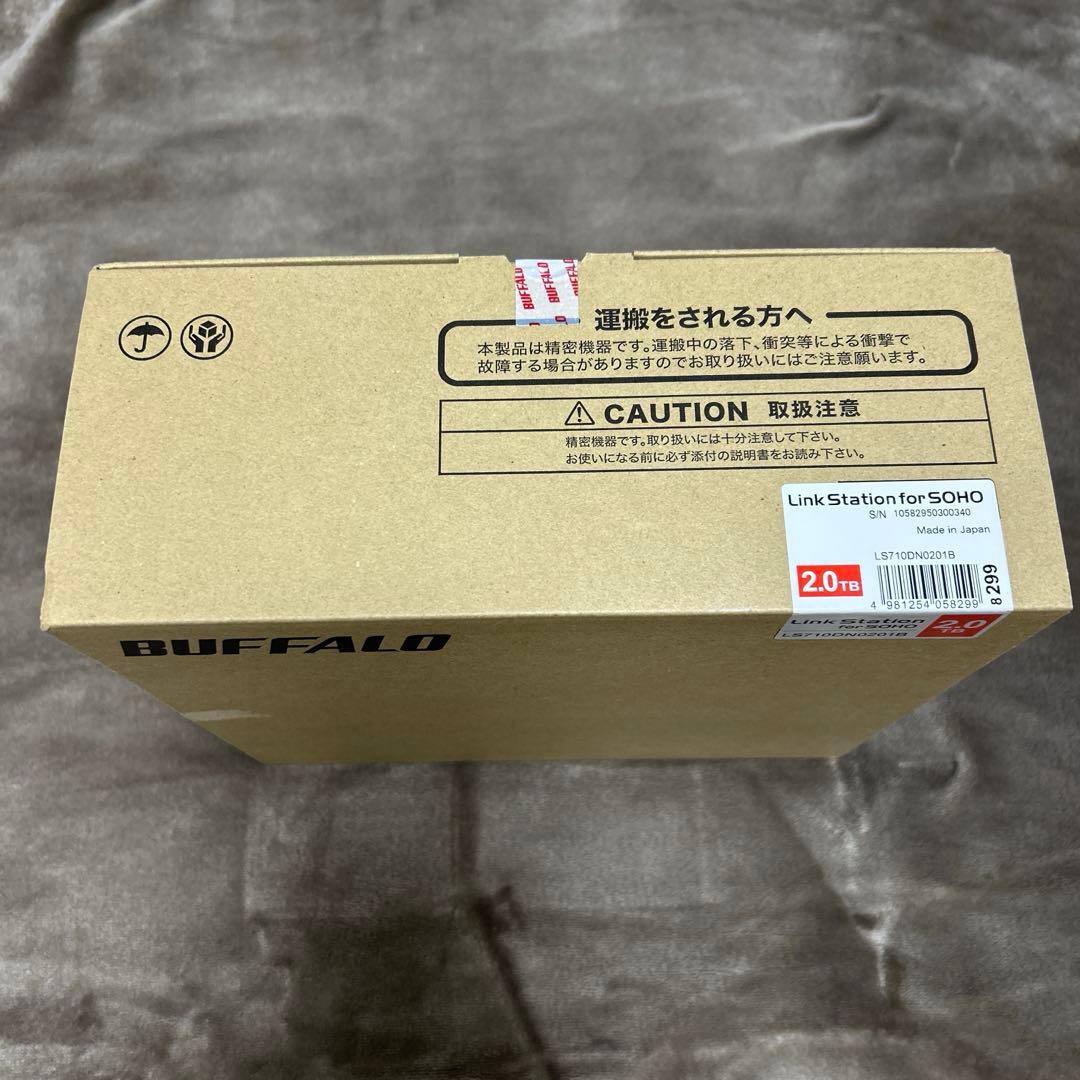 BUFFALO BUFFALO BUFFALO
運搬をされる方へ
本製品は精密機器です。運搬中の落下、衝突等による衝撃で
故障する場合がありますのでお取り扱いにはご注意願います。
CAUTION 取扱注意
精密機器です。取り扱いには十分注意して下さい。
お使いになる前に必ず添付の説明書をお読み下さい。
LinkStation for SOHO
S/N 10582950300340
Made in Japan
LS710DN0201B
2.0TB
4 981254 058299
8299
BUFFALO
LinkStation
for SOHO
LS710DN0201B
2.0
TB